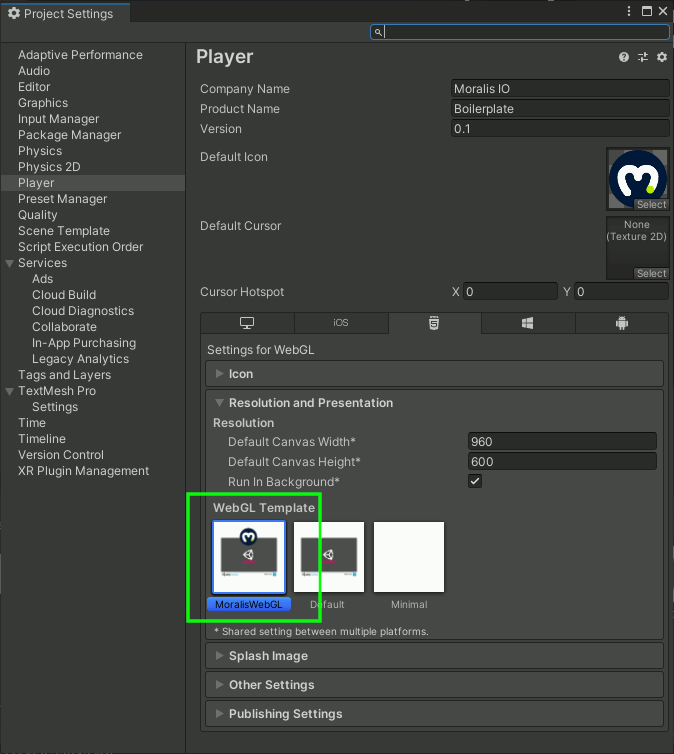 Project Settings
Adaptive Performance
Audio
Editor
Graphics
Input Manager
Package Manager
Physics
Physics 2D
Player
Preset Manager
Quality
Scene Template
Script Execution Order
Services
Ads
Cloud Build
Cloud Diagnostics
Collaborate
In-App Purchasing
Legacy Analytics
Tags and Layers
TextMesh Pro
Settings
Time
Timeline
Version Control
XR Plugin Management
Player
Company Name Moralis IO
Product Name Boilerplate
Version 0.1
Default Icon
Select
Default Cursor
None
(Texture 2D)
Select
Cursor Hotspot X 0 Y 0
iOS
Settings for WebGL
Icon
Resolution and Presentation
Resolution
Default Canvas Width* 960
Default Canvas Height* 600
Run In Background*
WebGL Template
MoralisWebGL Default Minimal
* Shared setting between multiple platforms.
Splash Image
Other Settings
Publishing Settings